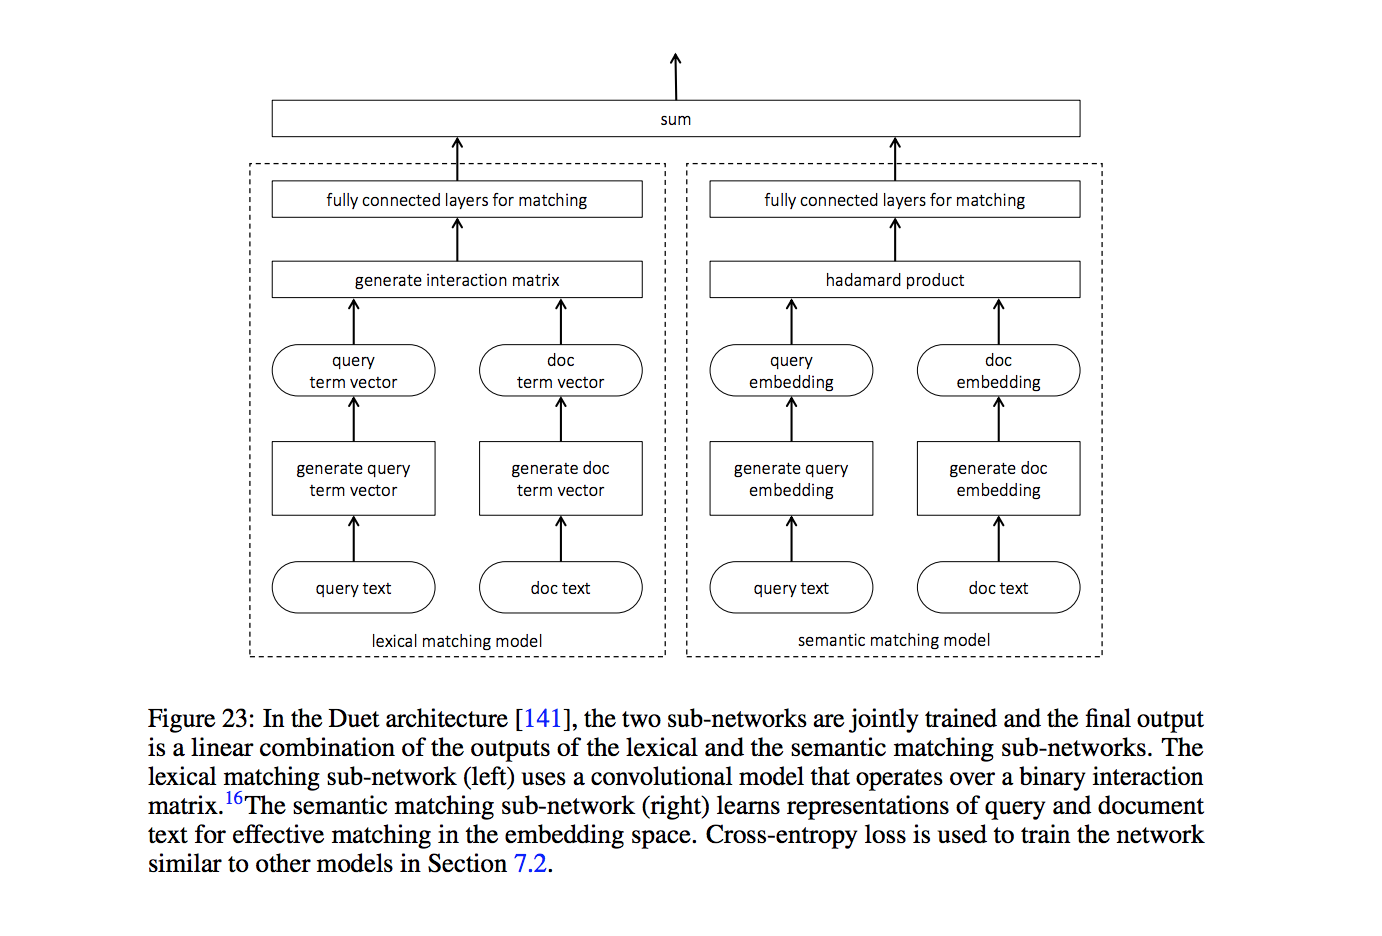 sum
fully connected layers for matching
fully connected layers for matching
generate interaction matrix
hadamard product
query
term vector
doc
term vector
query
embedding
doc
embedding
generate query
term vector
generate doc
term vector
generate query
embedding
generate doc
embedding
query text
doc text
query text
doc text
lexical matching model
semantic matching model
Figure 23: In the Duet architecture [141], the two sub-networks are jointly trained and the final output
is a linear combination of the outputs of the lexical and the semantic matching sub-networks. The
lexical matching sub-network (left) uses a convolutional model that operates over a binary interaction
matrix.16The semantic matching sub-network (right) learns representations of query and document
text for effective matching in the embedding space. Cross-entropy loss is used to train the network
similar to other models in Section 7.2.